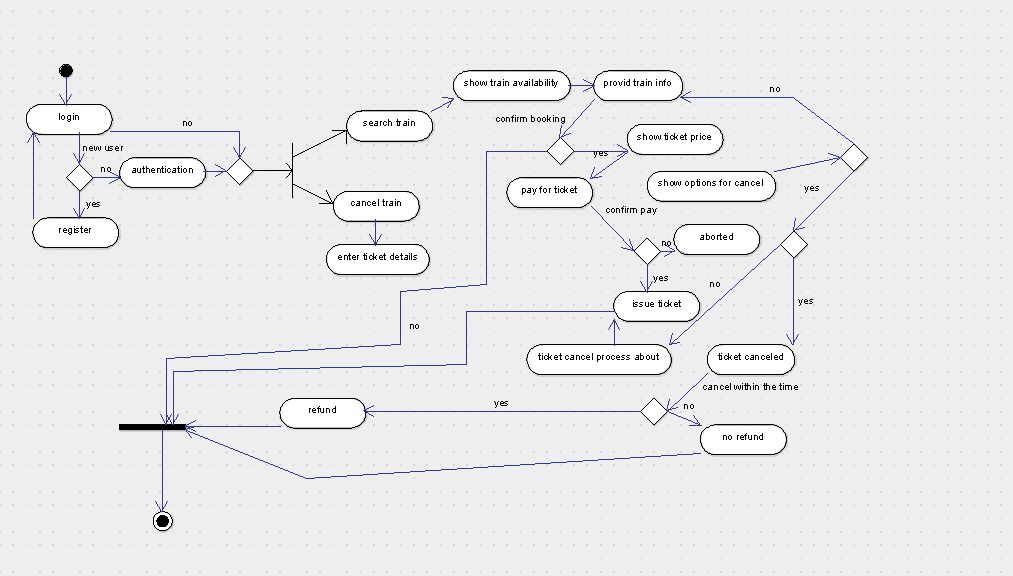 login
no
new user
no
authentication
yes
register
search train
cancel train
enter ticket details
show train availability
provid train info
confirm booking
yes
show ticket price
pay for ticket
show options for cancel
no
yes
confirm pay
no
aborted
yes
issue ticket
no
yes
no
ticket cancel process about
ticket canceled
cancel within the time
refund
yes
no
no refund